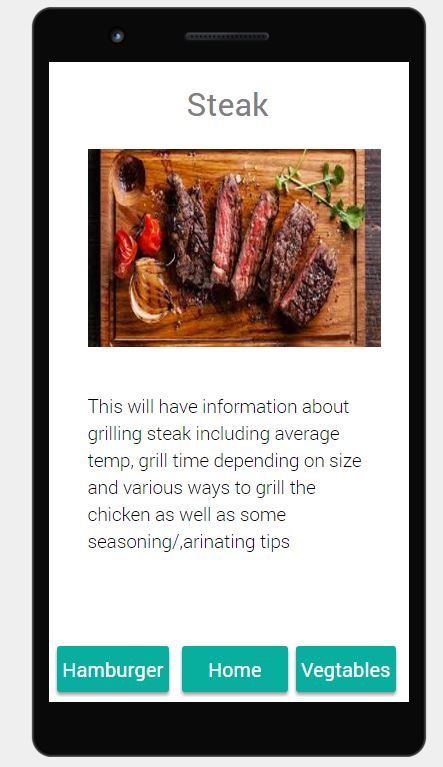 Steak
This will have information about
grilling steak including average
temp, grill time depending on size
and various ways to grill the
chicken as well as some
seasoning/,arinating tips
Hamburger Home Vegtables